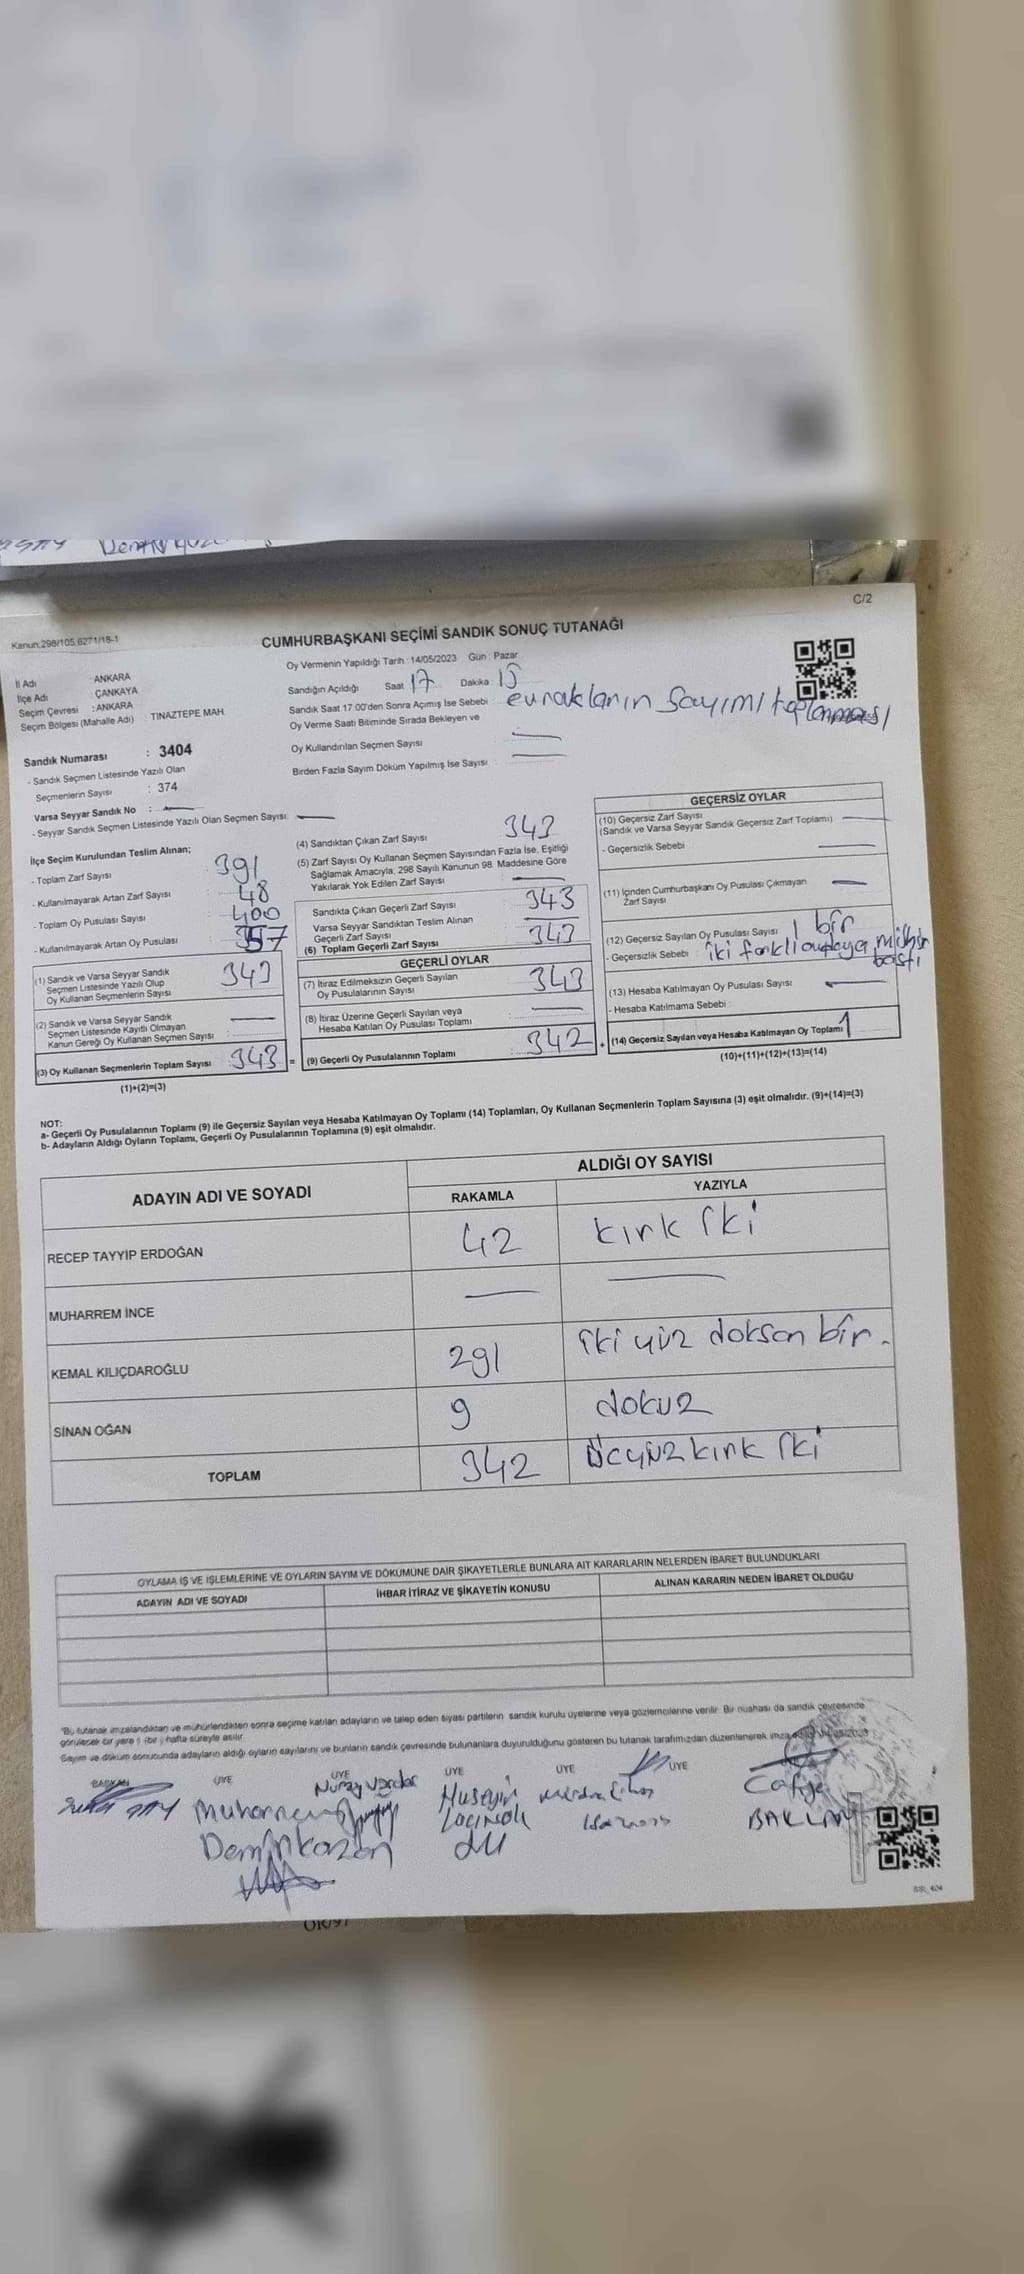 C/2
Kanun:298/105,6271/18-1
CUMHURBAŞKANI SEÇİMİ SANDIK SONUÇ TUTANAĞI
İl Adı : ANKARA
İlçe Adı : ÇANKAYA
Seçim Çevresi : ANKARA
Seçim Bölgesi (Mahalle Adı) : TINAZTEPE MAH.
Oy Vermenin Yapıldığı Tarih : 14/05/2023 Gün : Pazar
Sandığın Açıldığı Saat 17 Dakika : 15
Sandık Saat 17.00'den Sonra Açımış İse Sebebi : evrakların sayımı toplanması
Oy Verme Saati Bitiminde Sırada Bekleyen ve
Oy Kullandırılan Seçmen Sayısı
Birden Fazla Sayım Döküm Yapılmış İse Sayısı :
Sandık Numarası : 3404
- Sandık Seçmen Listesinde Yazılı Olan
Seçmenlerin Sayısı : 374
Varsa Seyyar Sandık No :
- Seyyar Sandık Seçmen Listesinde Yazılı Olan Seçmen Sayısı:
İlçe Seçim Kurulundan Teslim Alınan;
- Toplam Zarf Sayısı : 391
- Kullanılmayarak Artan Zarf Sayısı : 48
- Toplam Oy Pusulası Sayısı : 400
- Kullanılmayarak Artan Oy Pusulası : 57
(1) Sandık ve Varsa Seyyar Sandık
Seçmen Listesinde Yazılı Olup
Oy Kullanan Seçmenlerin Sayısı 343
(2) Sandık ve Varsa Seyyar Sandık
Seçmen Listesinde Kayıtlı Olmayan
Kanun Gereği Oy Kullanan Seçmen Sayısı :
(3) Oy Kullanan Seçmenlerin Toplam Sayısı : 343 =
(1)+(2)=(3)
(4) Sandıktan Çıkan Zarf Sayısı 343
(5) Zarf Sayısı Oy Kullanan Seçmen Sayısından Fazla İse, Eşitliği
Sağlamak Amacıyla, 298 Sayılı Kanunun 98. Maddesine Göre
Yakılarak Yok Edilen Zarf Sayısı
Sandıkta Çıkan Geçerli Zarf Sayısı : 343
Varsa Seyyar Sandıktan Teslim Alınan
Geçerli Zarf Sayısı
(6) Toplam Geçerli Zarf Sayısı : 343
GEÇERLİ OYLAR
(7) İtiraz Edilmeksizin Geçerli Sayılan
Oy Pusulalarının Sayısı : 343
(8) İtiraz Üzerine Geçerli Sayılan veya
Hesaba Katılan Oy Pusulası Toplamı
(9) Geçerli Oy Pusulalarının Toplamı : 342 +
GEÇERSİZ OYLAR
(10) Geçersiz Zarf Sayısı
(Sandık ve Varsa Seyyar Sandık Geçersiz Zarf Toplamı)
- Geçersizlik Sebebi :
(11) İçinden Cumhurbaşkanı Oy Pusulası Çıkmayan
Zarf Sayısı
(12) Geçersiz Sayılan Oy Pusulası Sayısı : 1 bir
- Geçersizlik Sebebi : iki farklı mühür
bastı
(13) Hesaba Katılmayan Oy Pusulası Sayısı :
- Hesaba Katılmama Sebebi :
(14) Geçersiz Sayılan veya Hesaba Katılmayan Oy Toplamı : 1
(10)+(11)+(12)+(13)=(14)
NOT:
a- Geçerli Oy Pusulalarının Toplamı (9) ile Geçersiz Sayılan veya Hesaba Katılmayan Oy Toplamı (14) Toplamları, Oy Kullanan Seçmenlerin Toplam Sayısına (3) eşit olmalıdır. (9)+(14)=(3)
b- Adayların Aldığı Oyların Toplamı, Geçerli Oy Pusulalarının Toplamına (9) eşit olmalıdır.
ADAYIN ADI VE SOYADI ALDIĞI OY SAYISI
RAKAMLA YAZIYLA
RECEP TAYYİP ERDOĞAN 42 kırk iki
MUHARREM İNCE
KEMAL KILIÇDAROĞLU 291 iki yüz doksan bir.
SİNAN OĞAN 9 dokuz
TOPLAM 342 üçyüz kırk iki
OYLAMA İŞ VE İŞLEMLERİNE VE OYLARIN SAYIM VE DÖKÜMÜNE DAİR ŞİKAYETLERLE BUNLARA AİT KARARLARIN NELERDEN İBARET BULUNDUKLARI
ADAYIN ADI VE SOYADI İHBAR İTİRAZ VE ŞİKAYETİN KONUSU ALINAN KARARIN NEDEN İBARET OLDUĞU
*Bu tutanak imzalandıktan ve mühürlendikten sonra seçime katılan adayların ve talep eden siyasi partilerin sandık kurulu üyelerine veya gözlemcilerine verilir. Bir nüshası da sandık çevresinde
görülecek bir yere 1 (bir ) hafta süreyle asılır.
Sayım ve döküm sonucunda adayların aldığı oyların sayılarını ve bunların sandık çevresinde bulunanlara duyurulduğunu gösteren bu tutanak tarafımızdan düzenlenerek imza
BAŞKAN ÜYE ÜYE ÜYE ÜYE ÜYE
Muharrem Nuray Hüseyin Cafiye
Demirkazan BAKLAN